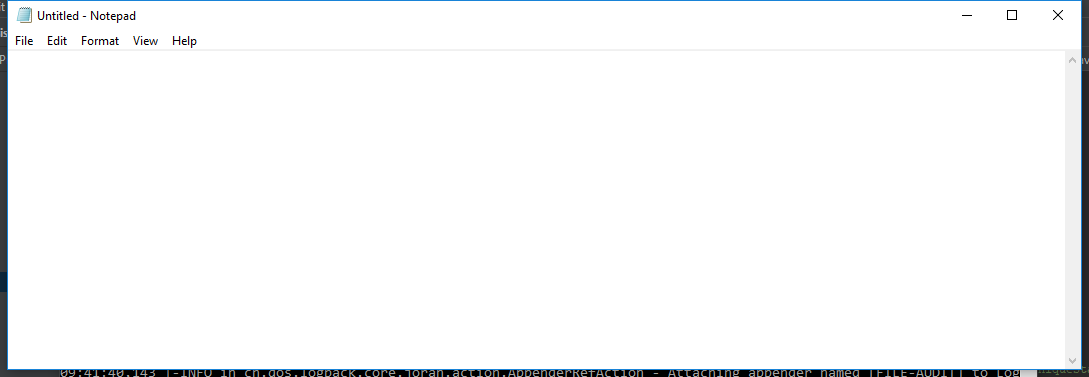 Untitled - Notepad
File Edit Format View Help
09:41:40.143 |-INFO in ch.qos.logback.core.joran.action.AppenderRefAction - Attaching appender named [FILE-AUDIT] to Log